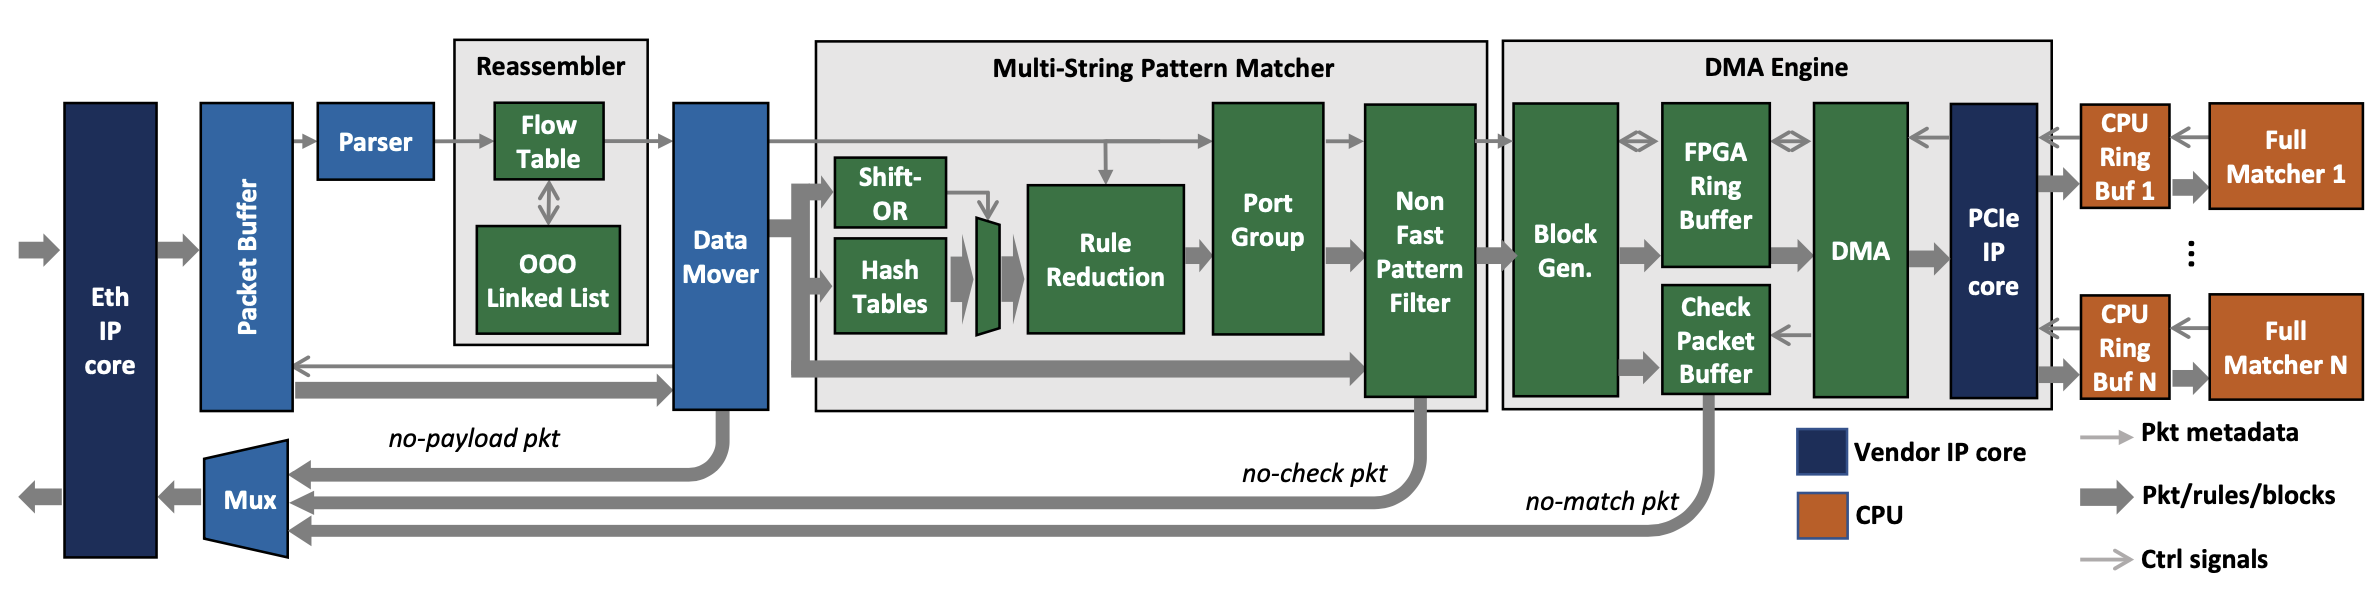 Reassembler
Multi-String Pattern Matcher
DMA Engine
Eth
IP
core
Packet Buffer
Parser
Flow
Table
OOO
Linked List
Data
Mover
Shift-
OR
Hash
Tables
Rule
Reduction
Port
Group
Non
Fast
Pattern
Filter
Block
Gen.
FPGA
Ring
Buffer
Check
Packet
Buffer
DMA
PCIe
IP
core
CPU
Ring
Buf 1
Full
Matcher 1
CPU
Ring
Buf N
Full
Matcher N
Mux
no-payload pkt
no-check pkt
no-match pkt
Vendor IP core
CPU
Pkt metadata
Pkt/rules/blocks
Ctrl signals